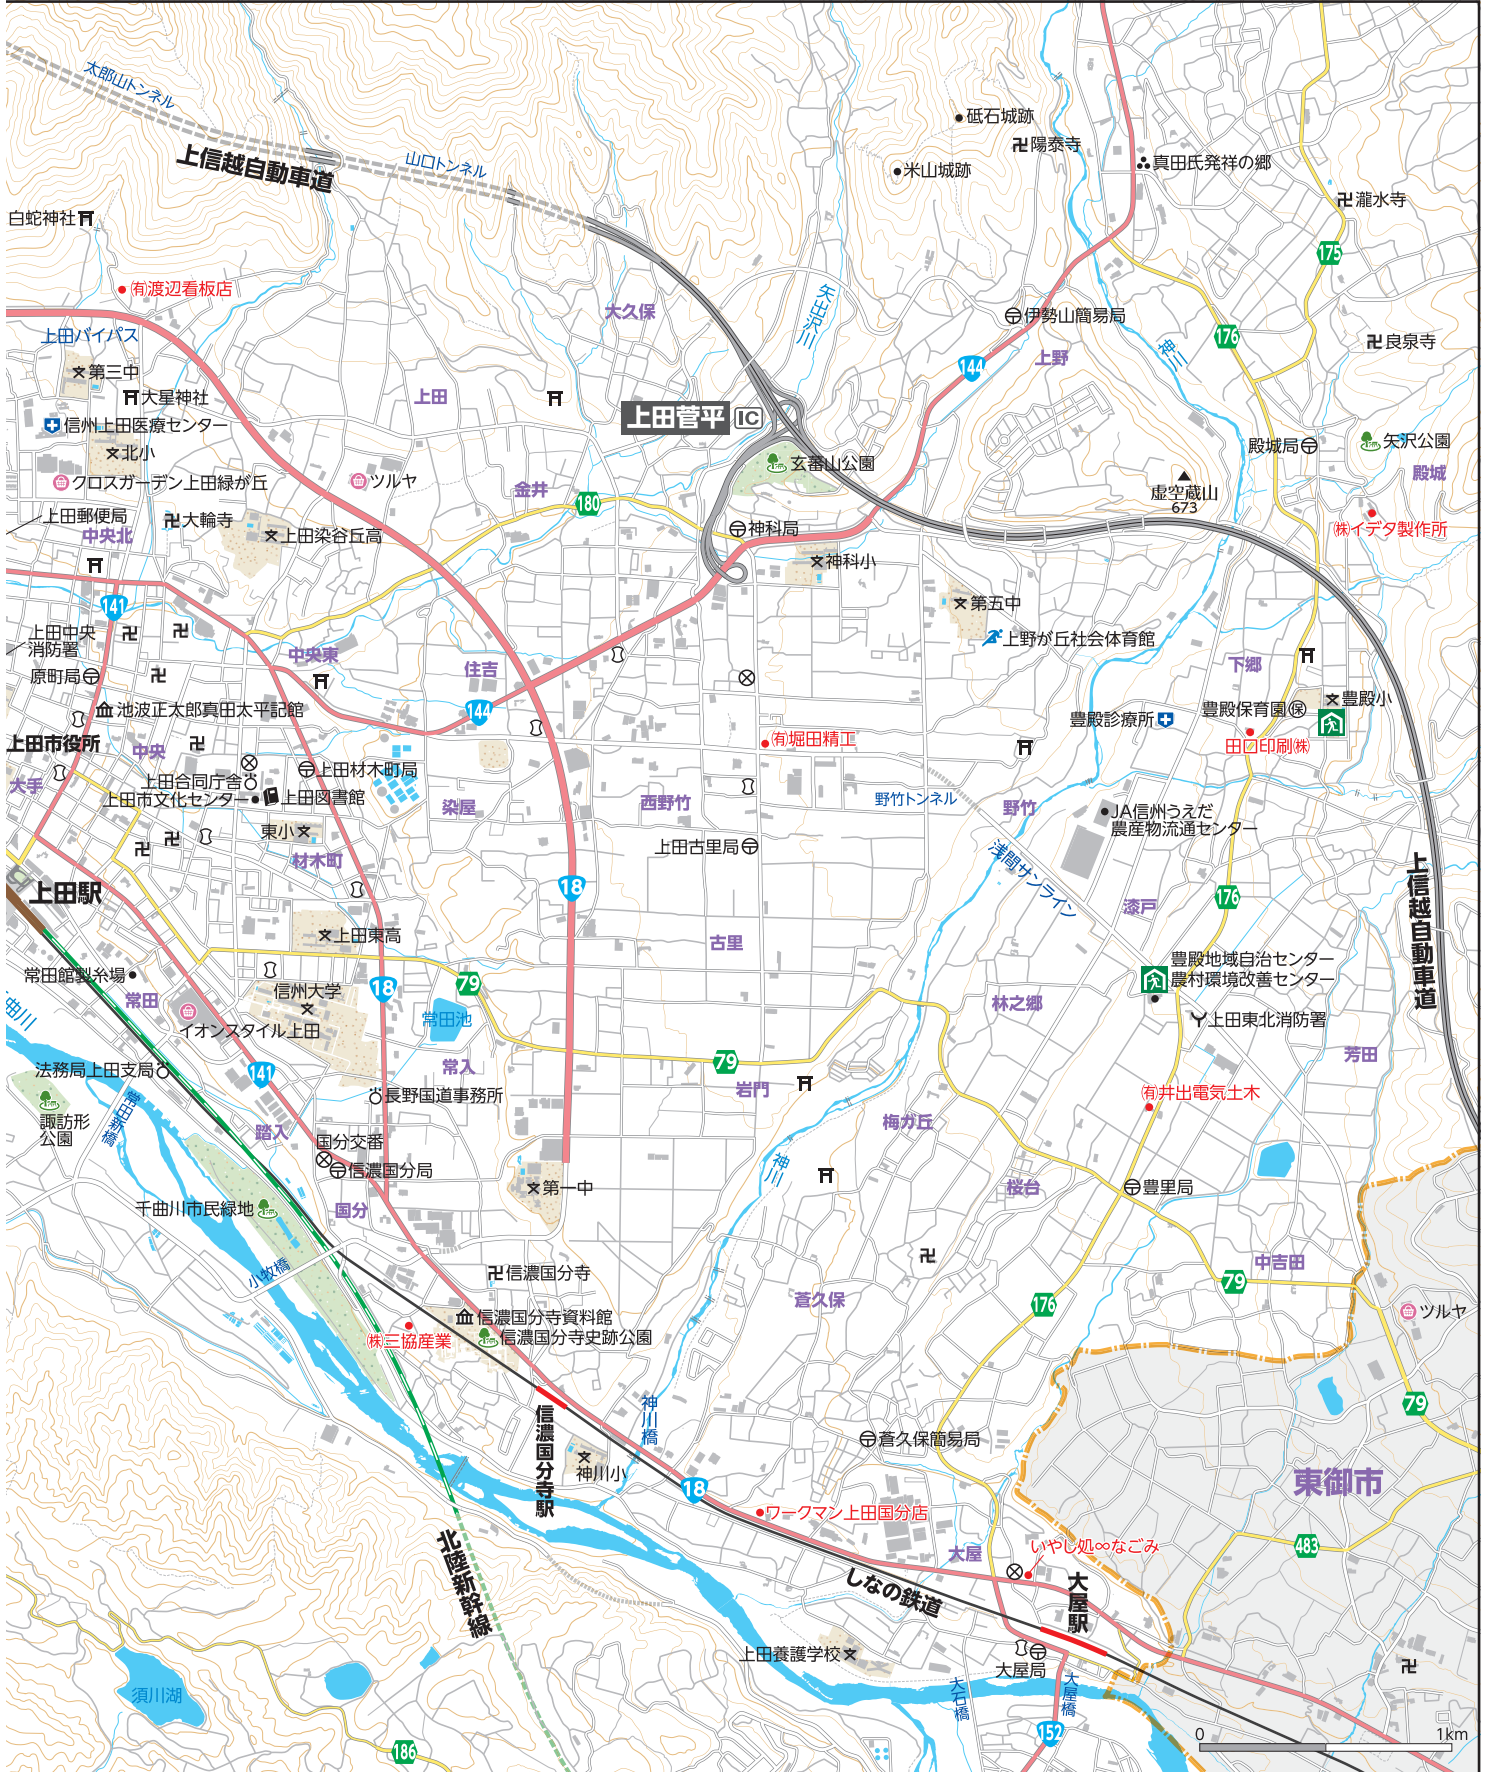 太郎山トンネル
上信越自動車道
山口トンネル
砥石城跡
陽泰寺
米山城跡
真田氏発祥の郷
瀧水寺
白蛇神社
175
㈲渡辺看板店
大久保
矢出沢川
伊勢山簡易局
上田バイパス
上野
144
神川
176
良泉寺
第三中
大星神社
上田
信州上田医療センター
上田菅平
IC
北小
玄蕃山公園
殿城局
矢沢公園
殿城
クロスガーデン上田緑が丘
ツルヤ
金井
180
虚空蔵山
673
上田郵便局
大輪寺
中央北
上田染谷丘高
神科局
㈱イデタ製作所
神科小
141
第五中
上田中央
消防署
上野が丘社会体育館
中央東
住吉
下郷
原町局
池波正太郎真田太平記館
144
豊殿小
豊殿保育園
保
豊殿診療所
田口印刷㈱
上田市役所
中央
㈲堀田精工
大手
上田合同庁舎
上田材木町局
上田市文化センター
上田図書館
染屋
西野竹
野竹トンネル
野竹
JA信州うえだ
農産物流通センター
東小
材木町
上田古里局
浅間サンライン
上田駅
18
176
漆戸
上信越自動車道
上田東高
古里
豊殿地域自治センター
農村環境改善センター
常田館製糸場
常田
信州大学
18
79
林之郷
曲川
イオンスタイル上田
常田池
上田東北消防署
法務局上田支局
141
常入
79
芳田
岩門
長野国道事務所
㈲井出電気土木
諏訪形
公園
常田新橋
踏入
国分交番
信濃国分局
梅が丘
神川
第一中
桜台
豊里局
千曲川市民緑地
国分
小牧橋
信濃国分寺
中吉田
79
蒼久保
176
信濃国分寺資料館
信濃国分寺史跡公園
ツルヤ
㈱三協産業
信濃国分寺駅
神川橋
79
蒼久保簡易局
神川小
東御市
18
ワークマン上田国分店
北陸新幹線
大屋
いやし処∞なごみ
483
しなの鉄道
大屋駅
上田養護学校
大屋局
須川湖
大石橋
大屋橋
152
186
0
1km